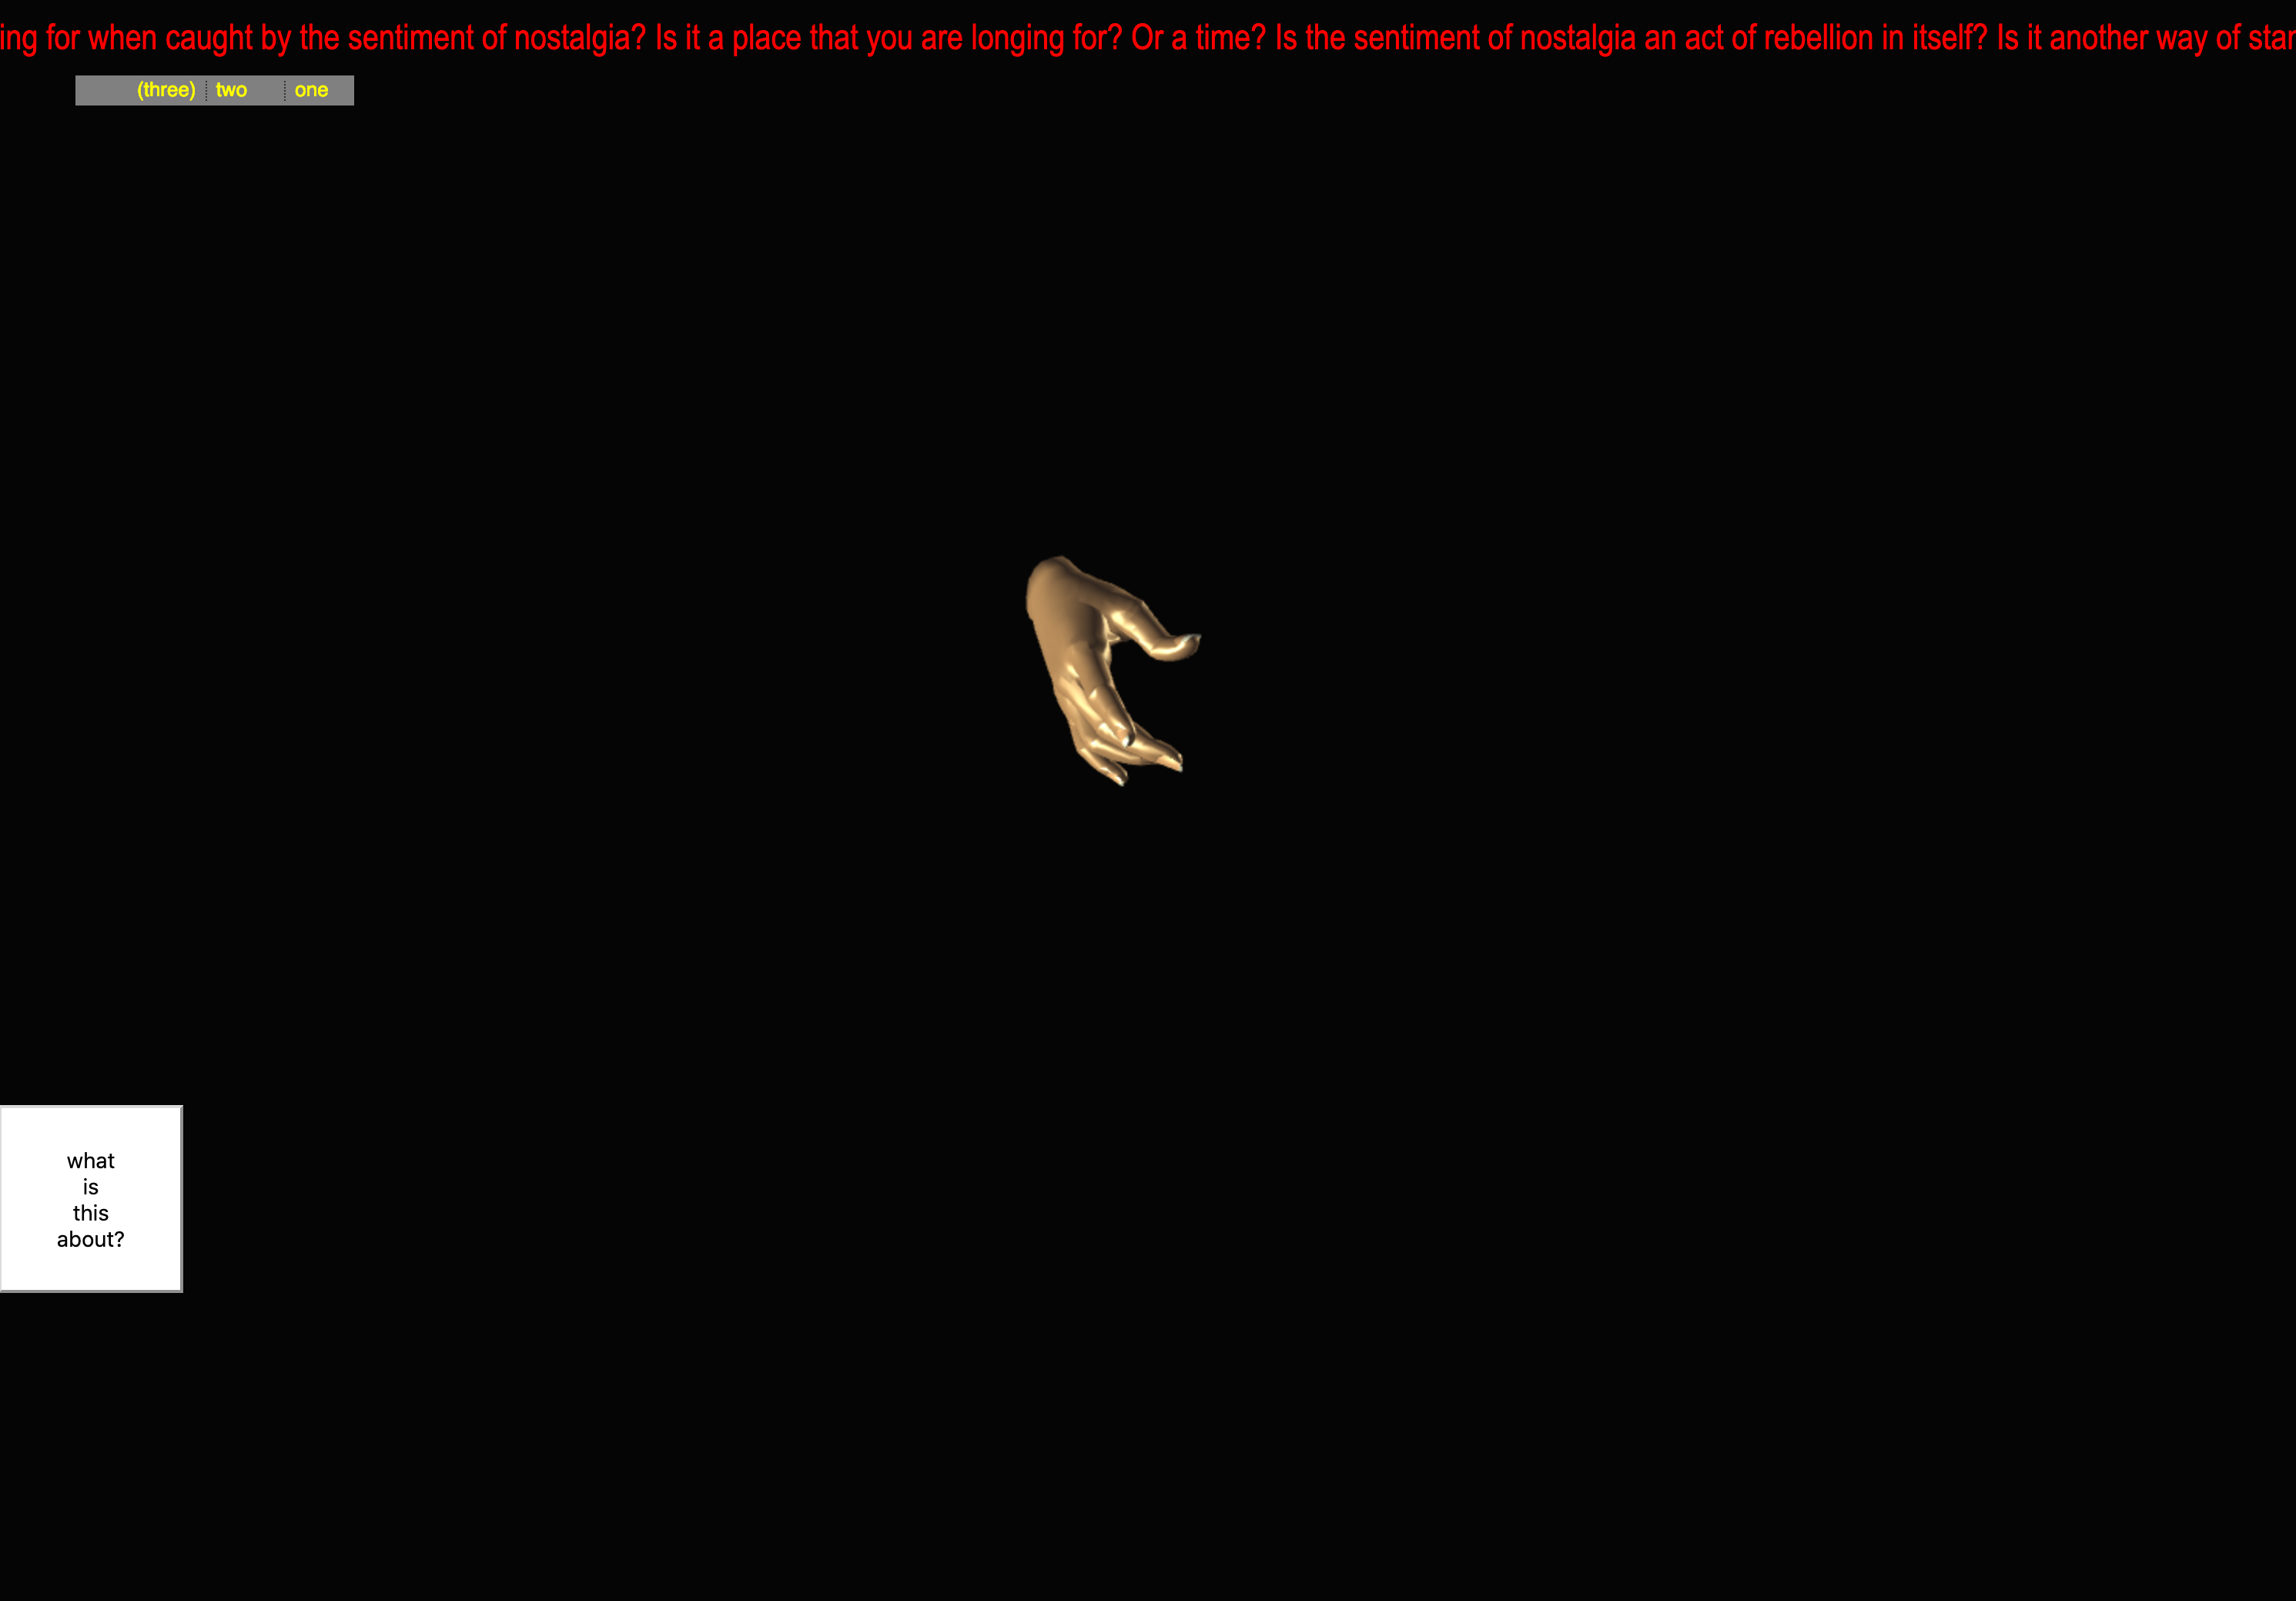 ing for when caught by the sentiment of nostalgia? Is it a place that you are longing for? Or a time? Is the sentiment of nostalgia an act of rebellion in itself? Is it another way of star
(three) two one
what
is
this
about?